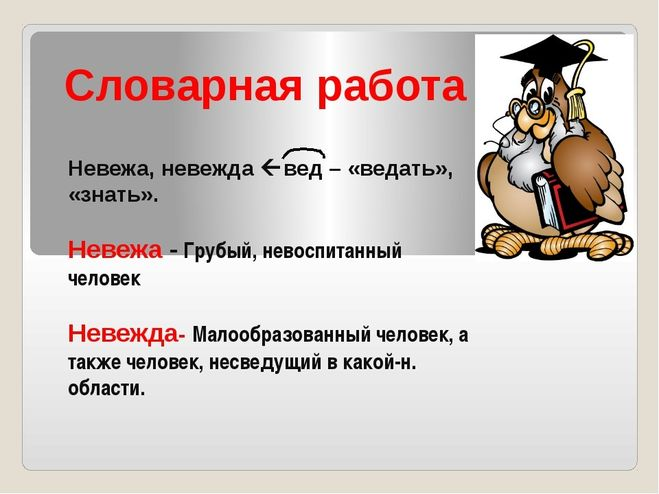 Словарная работа
Невежа, невежда ←вед – «ведать»,
«знать».
Невежа - Грубый, невоспитанный
человек
Невежда- Малообразованный человек, а
также человек, несведущий в какой-н.
области.